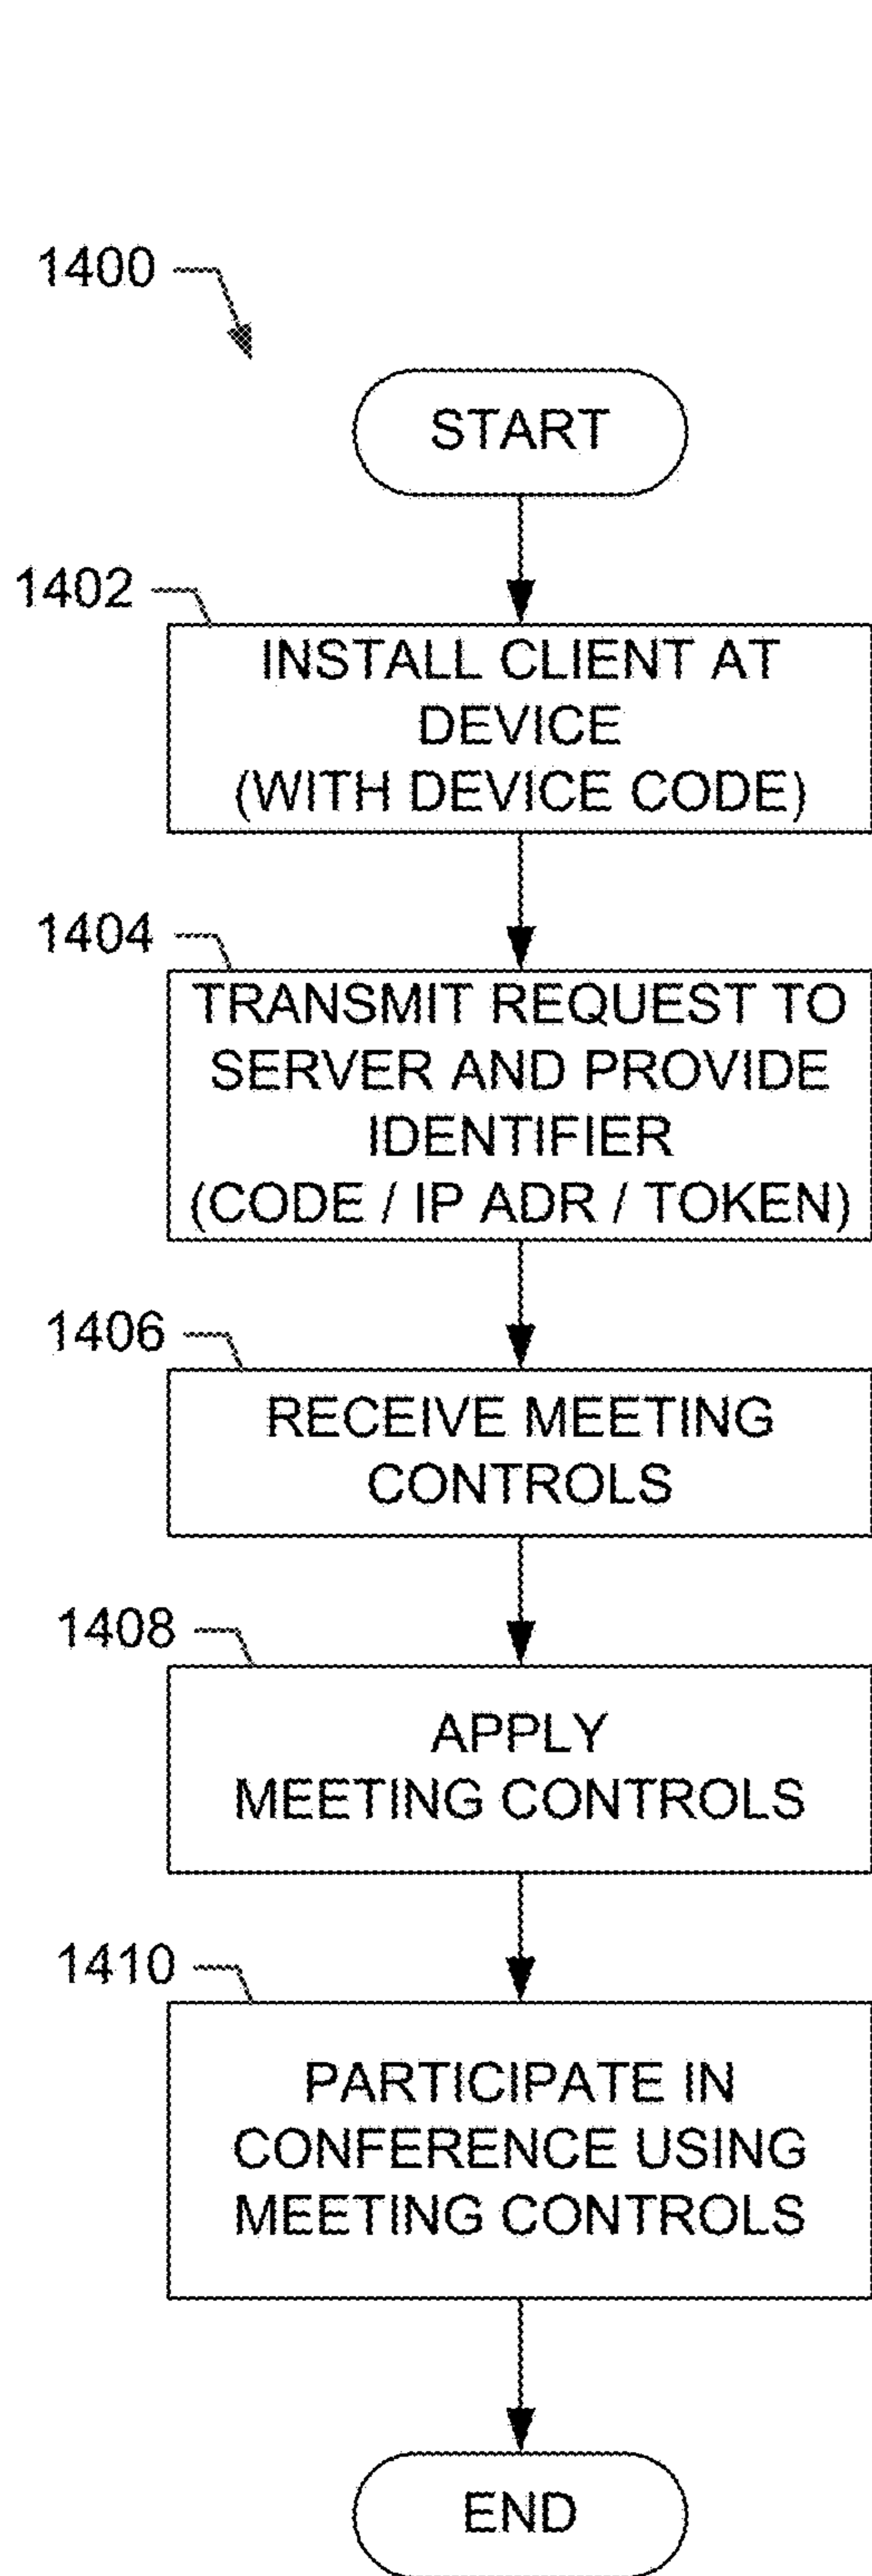 1400
START
1402
INSTALL CLIENT AT
DEVICE
(WITH DEVICE CODE)
1404
TRANSMIT REQUEST TO
SERVER AND PROVIDE
IDENTIFIER
(CODE / IP ADR / TOKEN)
1406
RECEIVE MEETING
CONTROLS
1408
APPLY
MEETING CONTROLS
1410
PARTICIPATE IN
CONFERENCE USING
MEETING CONTROLS
END